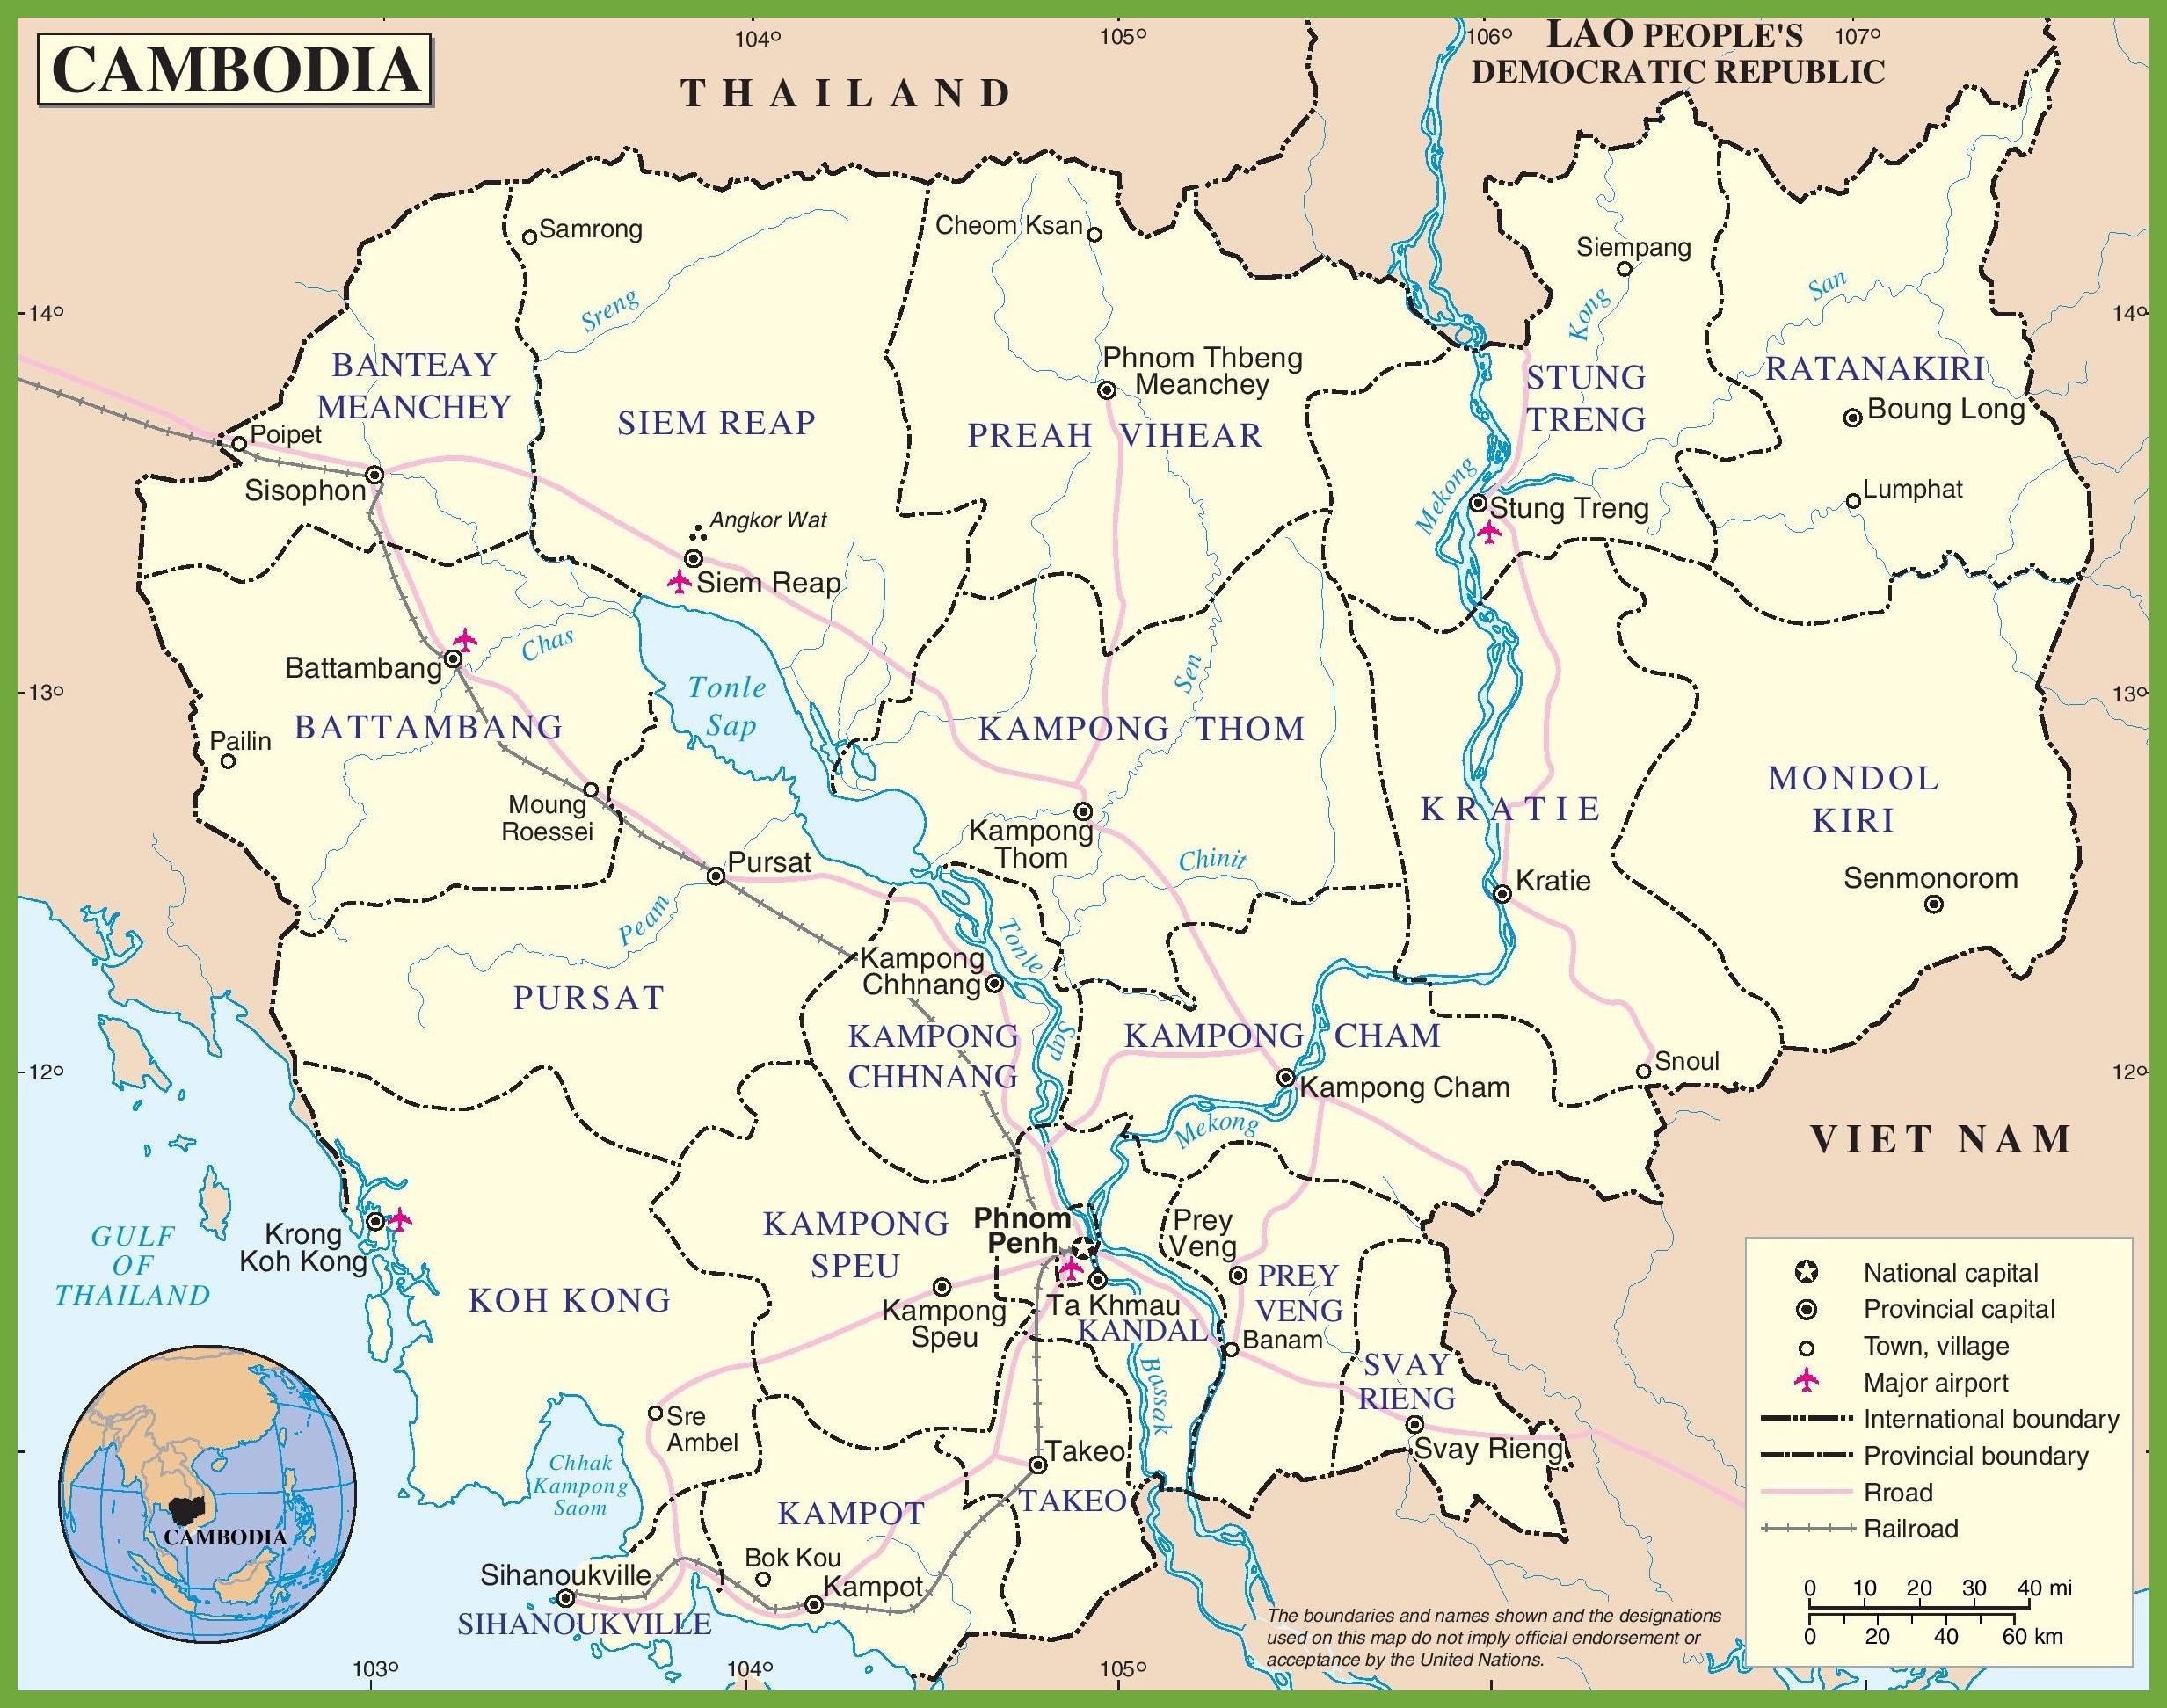 CAMBODIA
104°
105°
106°
107°
THAILAND
LAO PEOPLE'S
DEMOCRATIC REPUBLIC
Samrong
Cheom Ksan
Siempang
Sreng
Kong
San
14°
14°
BANTEAY
MEANCHEY
SIEM REAP
Phnom Thbeng
Meanchey
PREAH VIHEAR
STUNG
TRENG
RATANAKIRI
Boung Long
Poipet
Sisophon
Angkor Wat
Siem Reap
Mekong
Stung Treng
Lumphat
Battambang
Chas
Tonle
Sap
Sen
13°
13°
BATTAMBANG
Pailin
KAMPONG THOM
MONDOL
KIRI
Moung
Roessei
KRATIE
Kampong
Thom
Chinit
Pursat
Kratie
Senmonorom
Peam
Tonle
Sap
Kampong
Chhnang
PURSAT
KAMPONG
CHHNANG
KAMPONG CHAM
Snoul
12°
12°
Kampong Cham
Mekong
VIET NAM
GULF
OF
THAILAND
Krong
Koh Kong
KAMPONG
SPEU
Phnom
Penh
Prey
Veng
KOH KONG
Kampong
Speu
Ta Khmau
KANDAL
PREY
VENG
Banam
SVAY
RIENG
Bassak
Sre
Ambel
Takeo
Svay Rieng
Chhak
Kampong
Saom
KAMPOT
TAKEO
CAMBODIA
Sihanoukville
Bok Kou
Kampot
SIHANOUKVILLE
National capital
Provincial capital
Town, village
Major airport
International boundary
Provincial boundary
Rroad
Railroad
0 10 20 30 40 mi
0 20 40 60 km
The boundaries and names shown and the designations
used on this map do not imply official endorsement or
acceptance by the United Nations.
103°
104°
105°